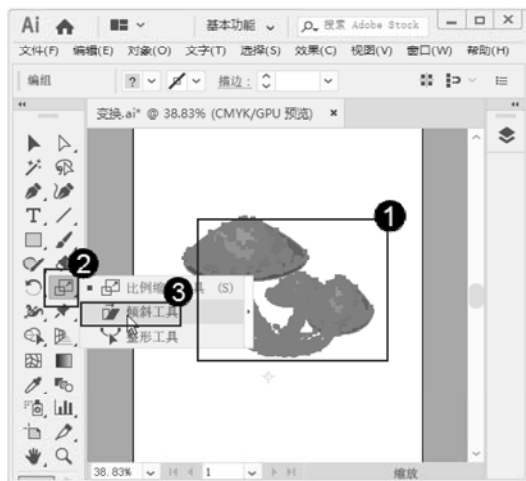 Ai 基本功能 搜索 Adobe Stock
文件(F) 编辑(E) 对象(O) 文字(T) 选择(S) 效果(C) 视图(V) 窗口(W) 帮助(H)
编组 ? 描边:
变换.ai* @ 38.83% (CMYK/GPU 预览) ×
1
2
比例缩 具 (S)
3
倾斜工具
整形工具
38.83% 1 缩放